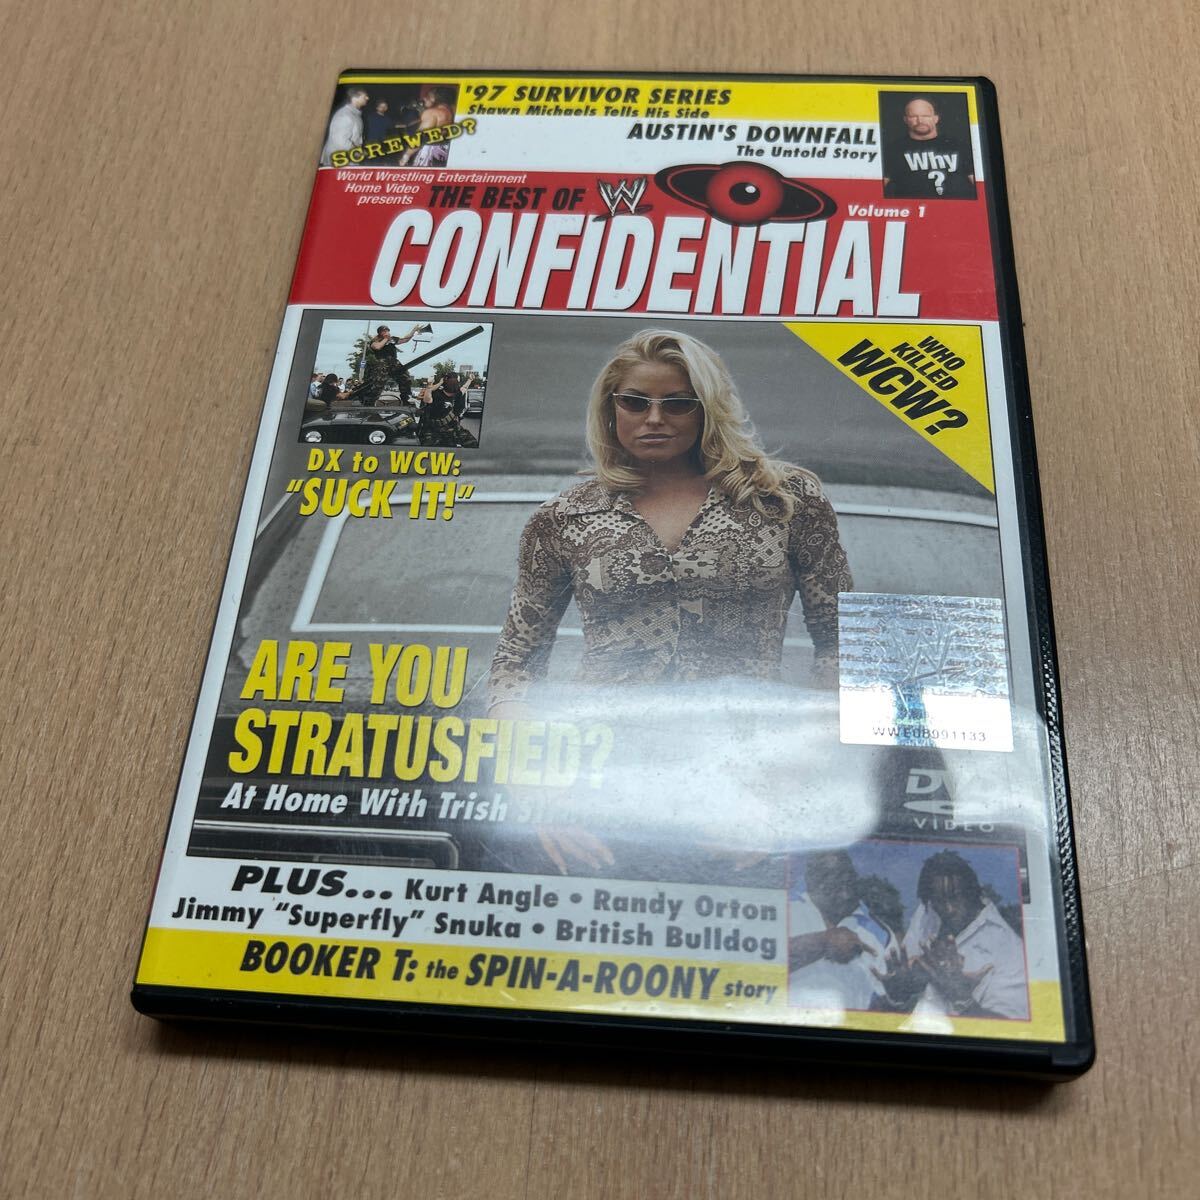 '97 SURVIVOR SERIES
Shawn Michaels Tells His Side
SCREWED?
AUSTIN'S DOWNFALL
The Untold Story
Why
?
World Wrestling Entertainment
Home Video
presents
THE BEST OF W
Volume 1
CONFIDENTIAL
WHO
KILLED
WCW?
DX to WCW:
"SUCK IT!"
ARE YOU
STRATUSFIED?
At Home With Trish
WWE08991133
DVD
VIDEO
PLUS... Kurt Angle • Randy Orton
Jimmy "Superfly" Snuka • British Bulldog
BOOKER T: the SPIN-A-ROONY story